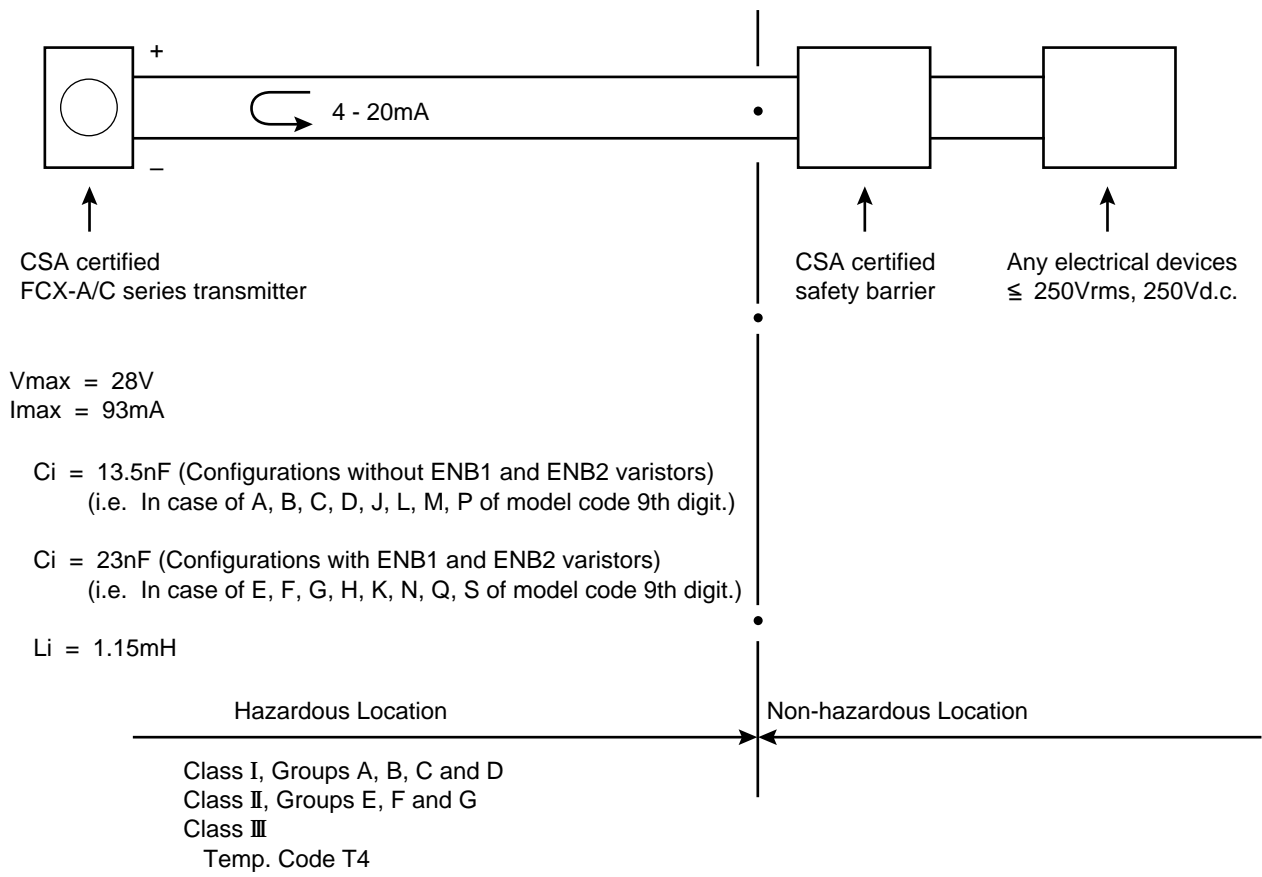 +
4 - 20mA
–
CSA certified
FCX-A/C series transmitter
CSA certified
safety barrier
Any electrical devices
≦ 250Vrms, 250Vd.c.
Vmax = 28V
Imax = 93mA
Ci = 13.5nF (Configurations without ENB1 and ENB2 varistors)
(i.e. In case of A, B, C, D, J, L, M, P of model code 9th digit.)
Ci = 23nF (Configurations with ENB1 and ENB2 varistors)
(i.e. In case of E, F, G, H, K, N, Q, S of model code 9th digit.)
Li = 1.15mH
Hazardous Location
Non-hazardous Location
Class Ⅰ, Groups A, B, C and D
Class Ⅱ, Groups E, F and G
Class Ⅲ
Temp. Code T4